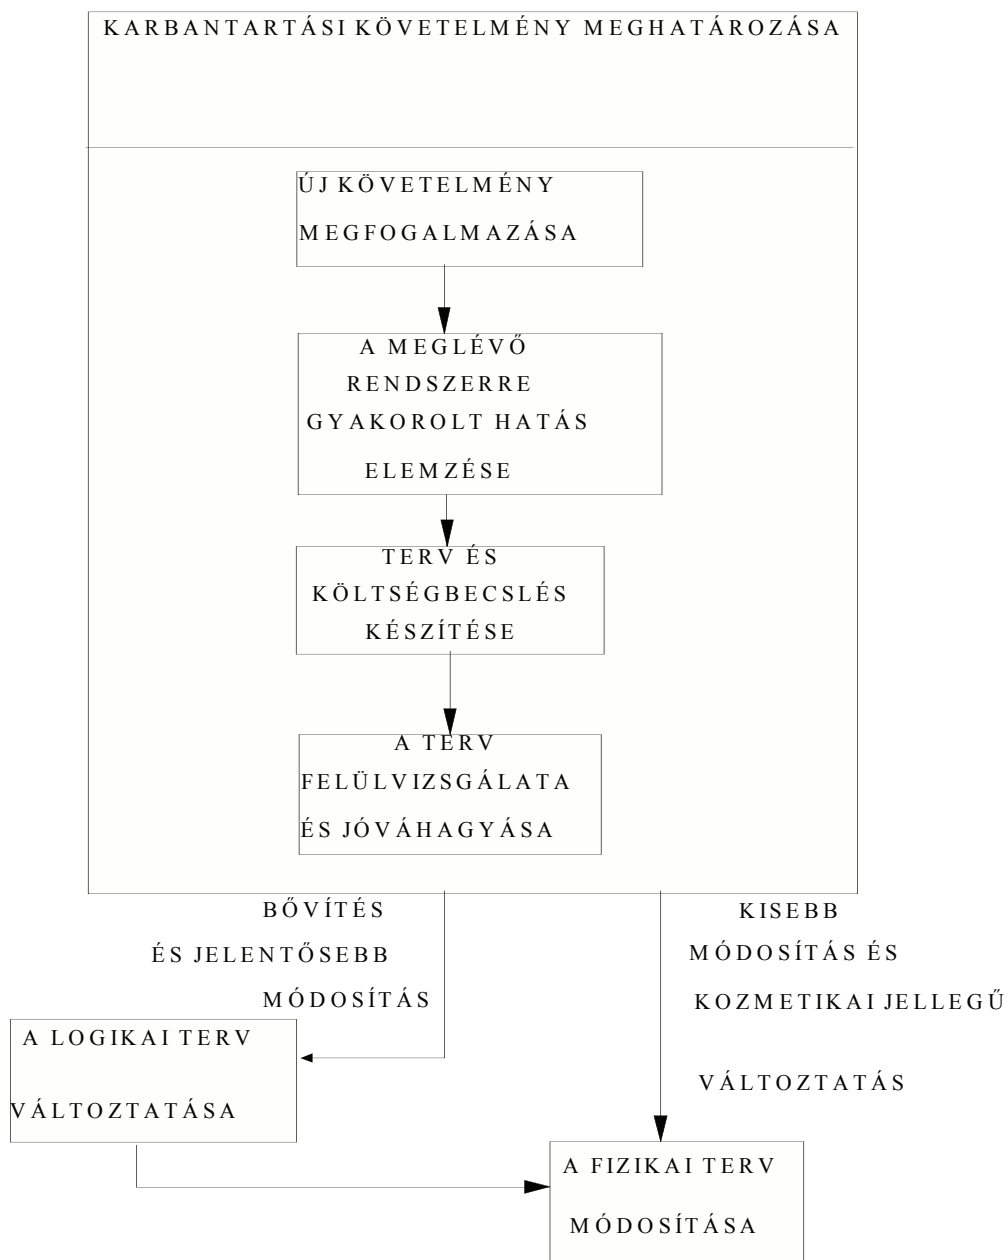 KARBANTARTÁSI KÖVETELMÉNY MEGHATÁROZÁSA
ÚJ KÖVETELMÉNY
MEGFOGALMAZÁSA
A MEGLÉVŐ
RENDSZERRE
GYAKOROLT HATÁS
ELEMZÉSE
TERV ÉS
KÖLTSÉGBECSLÉS
KÉSZÍTÉSE
A TERV
FELÜLVIZSGÁLATA
ÉS JÓVÁHAGYÁSA
BŐVÍTÉS
ÉS JELENTŐSEBB
MÓDOSÍTÁS
KISEBB
MÓDOSÍTÁS ÉS
KOZMETIKAI JELLEGŰ
VÁLTOZTATÁS
A LOGIKAI TERV
VÁLTOZTATÁSA
A FIZIKAI TERV
MÓDOSÍTÁSA